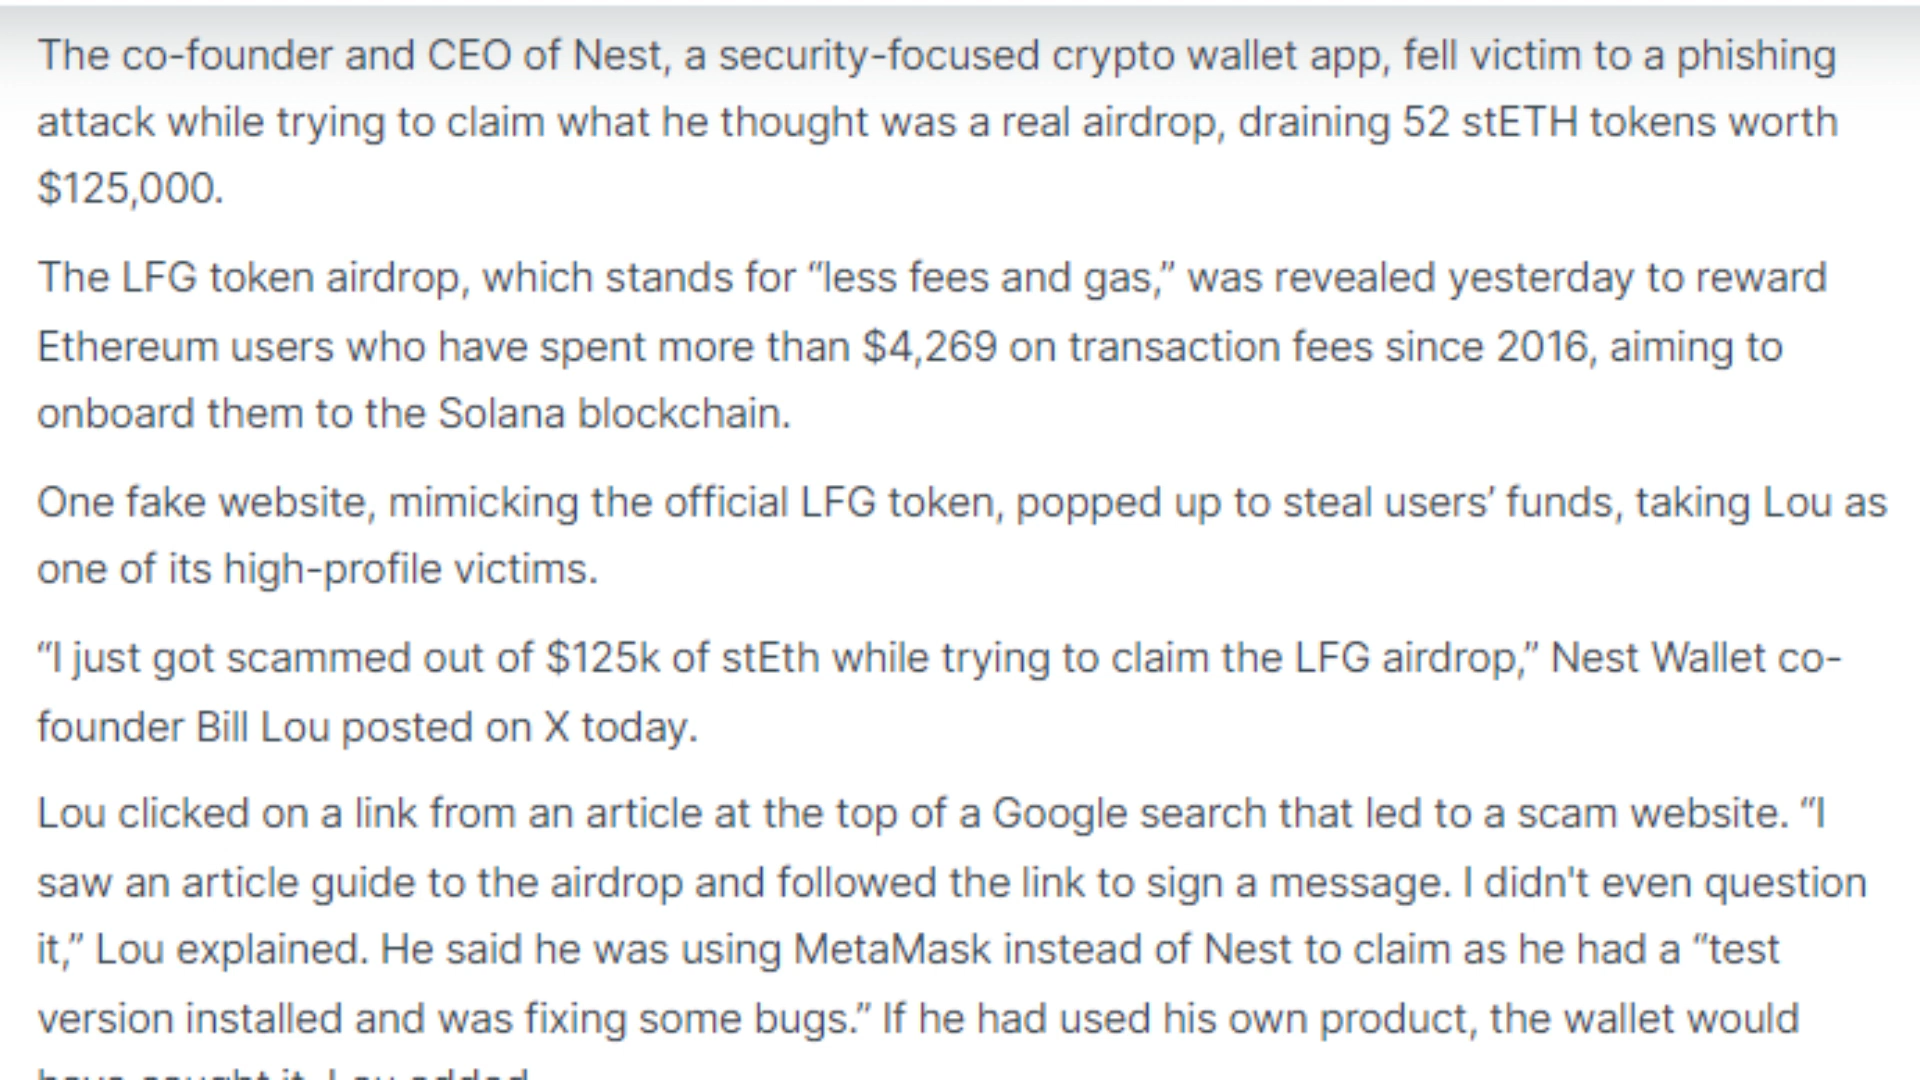 The co-founder and CEO of Nest, a security-focused crypto wallet app, fell victim to a phishing
attack while trying to claim what he thought was a real airdrop, draining 52 stETH tokens worth
$125,000.
The LFG token airdrop, which stands for “less fees and gas,” was revealed yesterday to reward
Ethereum users who have spent more than $4,269 on transaction fees since 2016, aiming to
onboard them to the Solana blockchain.
One fake website, mimicking the official LFG token, popped up to steal users’ funds, taking Lou as
one of its high-profile victims.
“I just got scammed out of $125k of stEth while trying to claim the LFG airdrop,” Nest Wallet co-
founder Bill Lou posted on X today.
Lou clicked on a link from an article at the top of a Google search that led to a scam website. “I
saw an article guide to the airdrop and followed the link to sign a message. I didn't even question
it,” Lou explained. He said he was using MetaMask instead of Nest to claim as he had a “test
version installed and was fixing some bugs.” If he had used his own product, the wallet would
have caught it, Lou added.